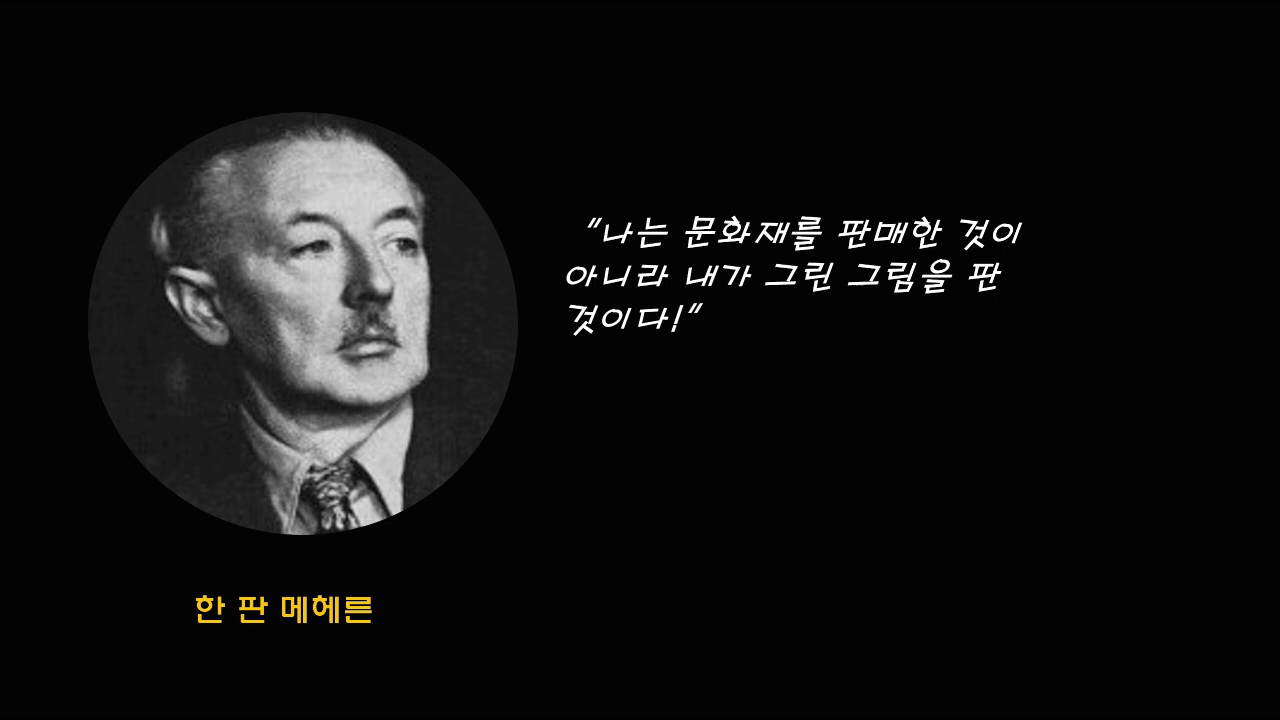 “나는 문화재를 판매한 것이
아니라 내가 그린 그림을 판
것이다!”
한 판 메헤른